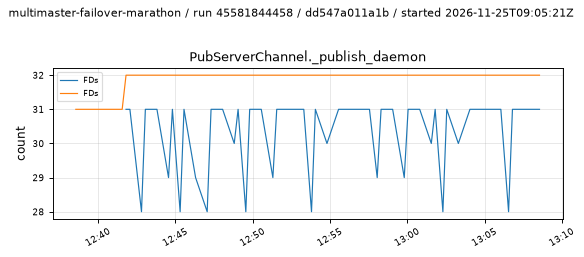 multimaster-failover-marathon / run 45581844458 / dd547a011a1b / started 2026-11-25T09:05:21Z
PubServerChannel._publish_daemon
FDs
FDs
count
32
31
30
29
28
12:40
12:45
12:50
12:55
13:00
13:05
13:10